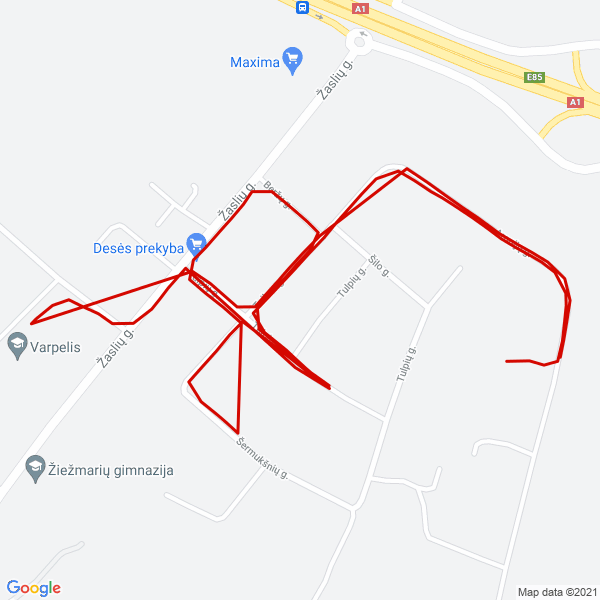 A1
Maxima
Žaslių g.
E85
A1
Beržų g.
Žaslių g.
Desės prekyba
Šilo g.
Tulpių g.
Žaslių g.
Varpelis
Tulpių g.
Šermukšnių g.
Žiežmarių gimnazija
Google
Map data ©2021